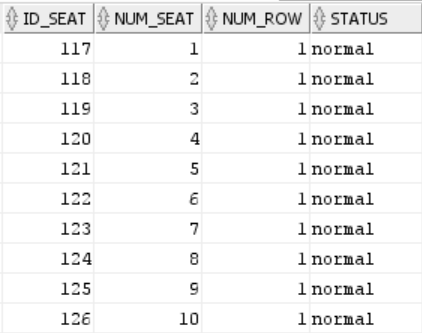 ID_SEAT NUM_SEAT NUM_ROW STATUS
117 1 1 normal
118 2 1 normal
119 3 1 normal
120 4 1 normal
121 5 1 normal
122 6 1 normal
123 7 1 normal
124 8 1 normal
125 9 1 normal
126 10 1 normal